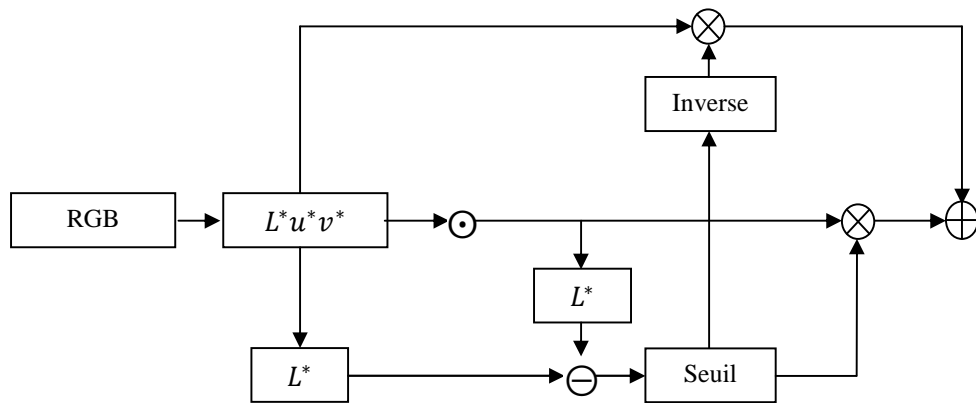 Inverse
RGB
L*u*v*
L*
L*
Seuil